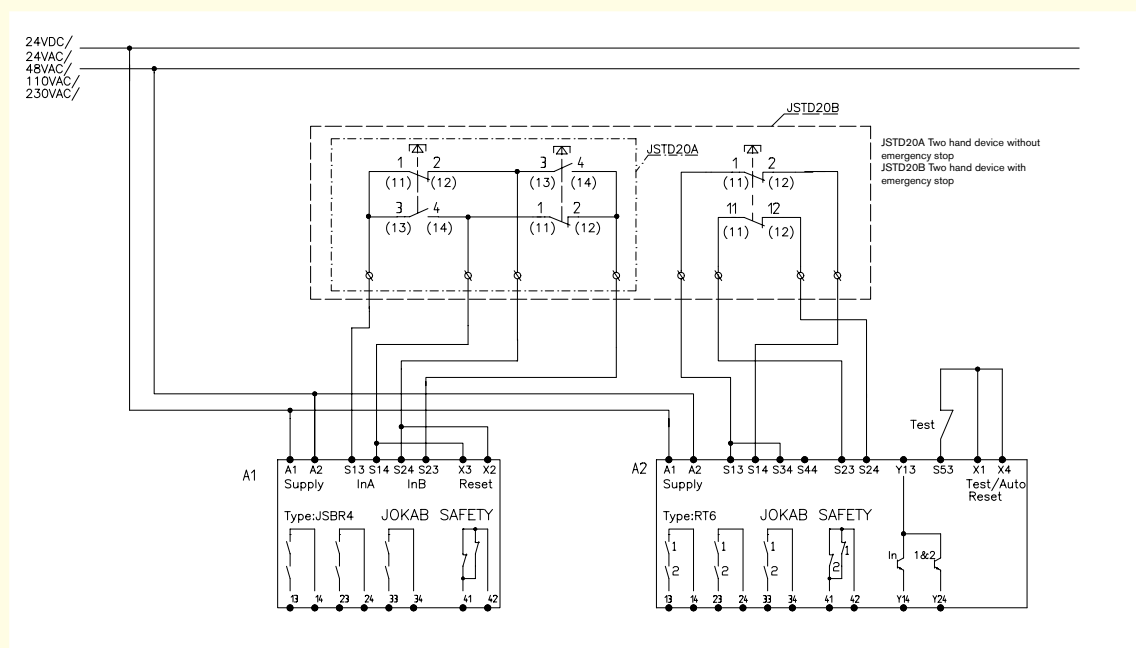 24VDC/
24VAC/
48VAC/
110VAC/
230VAC/
JSTD20B
JSTD20A
JSTD20A Two hand device without
emergency stop
JSTD20B Two hand device with
emergency stop
1 2 3 4 1 2
(11) (12) (13) (14) (11) (12)
3 4 1 2 11 12
(13) (14) (11) (12) (11) (12)
Test
A1 A2
A1 A2 S13 S14 S24 S23 X3 X2
Supply InA InB Reset
A1 A2 S13 S14 S34 S44 S23 S24 Y13 S53 X1 X4
Supply Test/Auto
Reset
Type:JSBR4 JOKAB SAFETY
Type:RT6 JOKAB SAFETY
1 1 1 1
2 2 2 2
In 1&2
13 14 23 24 33 34 41 42
13 14 23 24 33 34 41 42 Y14 Y24